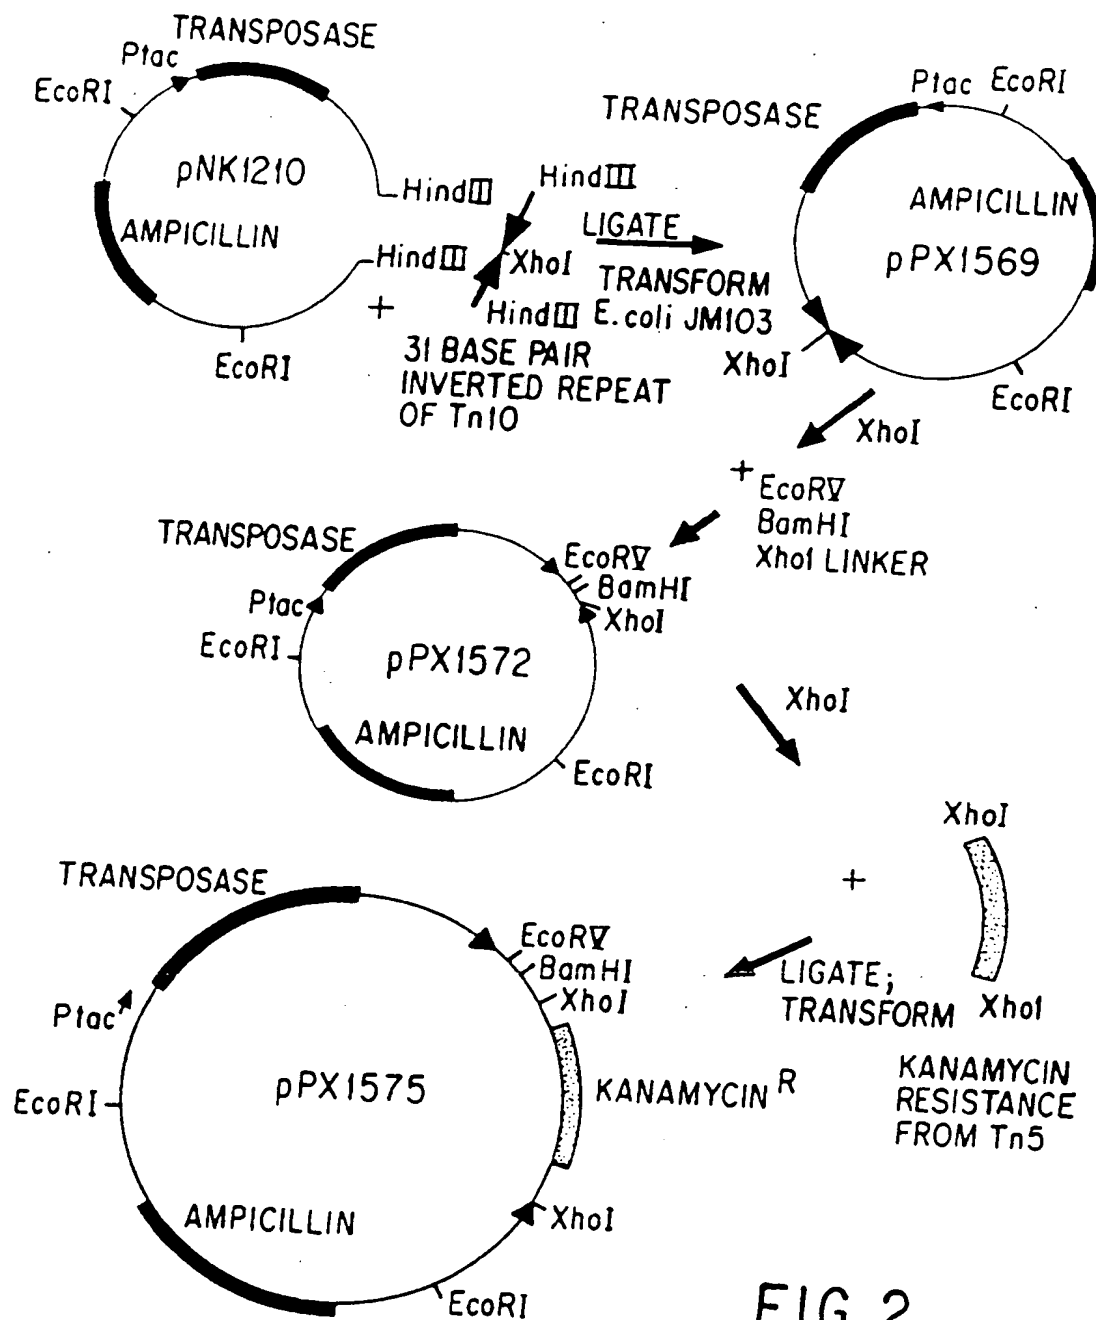 TRANSPOSASE
Ptac
EcoRI
pNK1210
AMPICILLIN
HindIII
HindIII
EcoRI
+
HindIII
XhoI
HindIII
31 BASE PAIR
INVERTED REPEAT
OF Tn10
LIGATE
TRANSFORM
E.coli JM103
TRANSPOSASE
Ptac
EcoRI
AMPICILLIN
pPX1569
XhoI
EcoRI
XhoI
+
EcoRV
BamHI
XhoI LINKER
TRANSPOSASE
Ptac
EcoRI
pPX1572
AMPICILLIN
EcoRV
BamHI
XhoI
EcoRI
XhoI
+
XhoI
XhoI
KANAMYCIN
RESISTANCE
FROM Tn5
LIGATE;
TRANSFORM
TRANSPOSASE
Ptac
EcoRI
pPX1575
AMPICILLIN
EcoRV
BamHI
XhoI
KANAMYCIN R
XhoI
EcoRI
FIG. 2